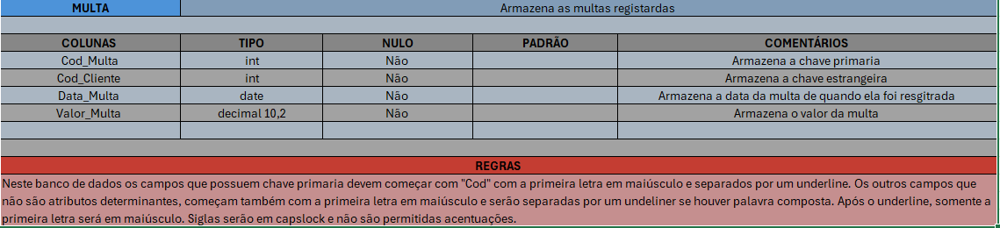 MULTA Armazena as multas registardas
COLUNAS TIPO NULO PADRÃO COMENTÁRIOS
Cod_Multa int Não Armazena a chave primaria
Cod_Cliente int Não Armazena a chave estrangeira
Data_Multa date Não Armazena a data da multa de quando ela foi resgitrada
Valor_Multa decimal 10,2 Não Armazena o valor da multa
REGRAS
Neste banco de dados os campos que possuem chave primaria devem começar com "Cod" com a primeira letra em maiúsculo e separados por um underline. Os outros campos que
não são atributos determinantes, começam também com a primeira letra em maiúsculo e serão separadas por um undeliner se houver palavra composta. Após o underline, somente a
primeira letra será em maiúsculo. Siglas serão em capslock e não são permitidas acentuações.